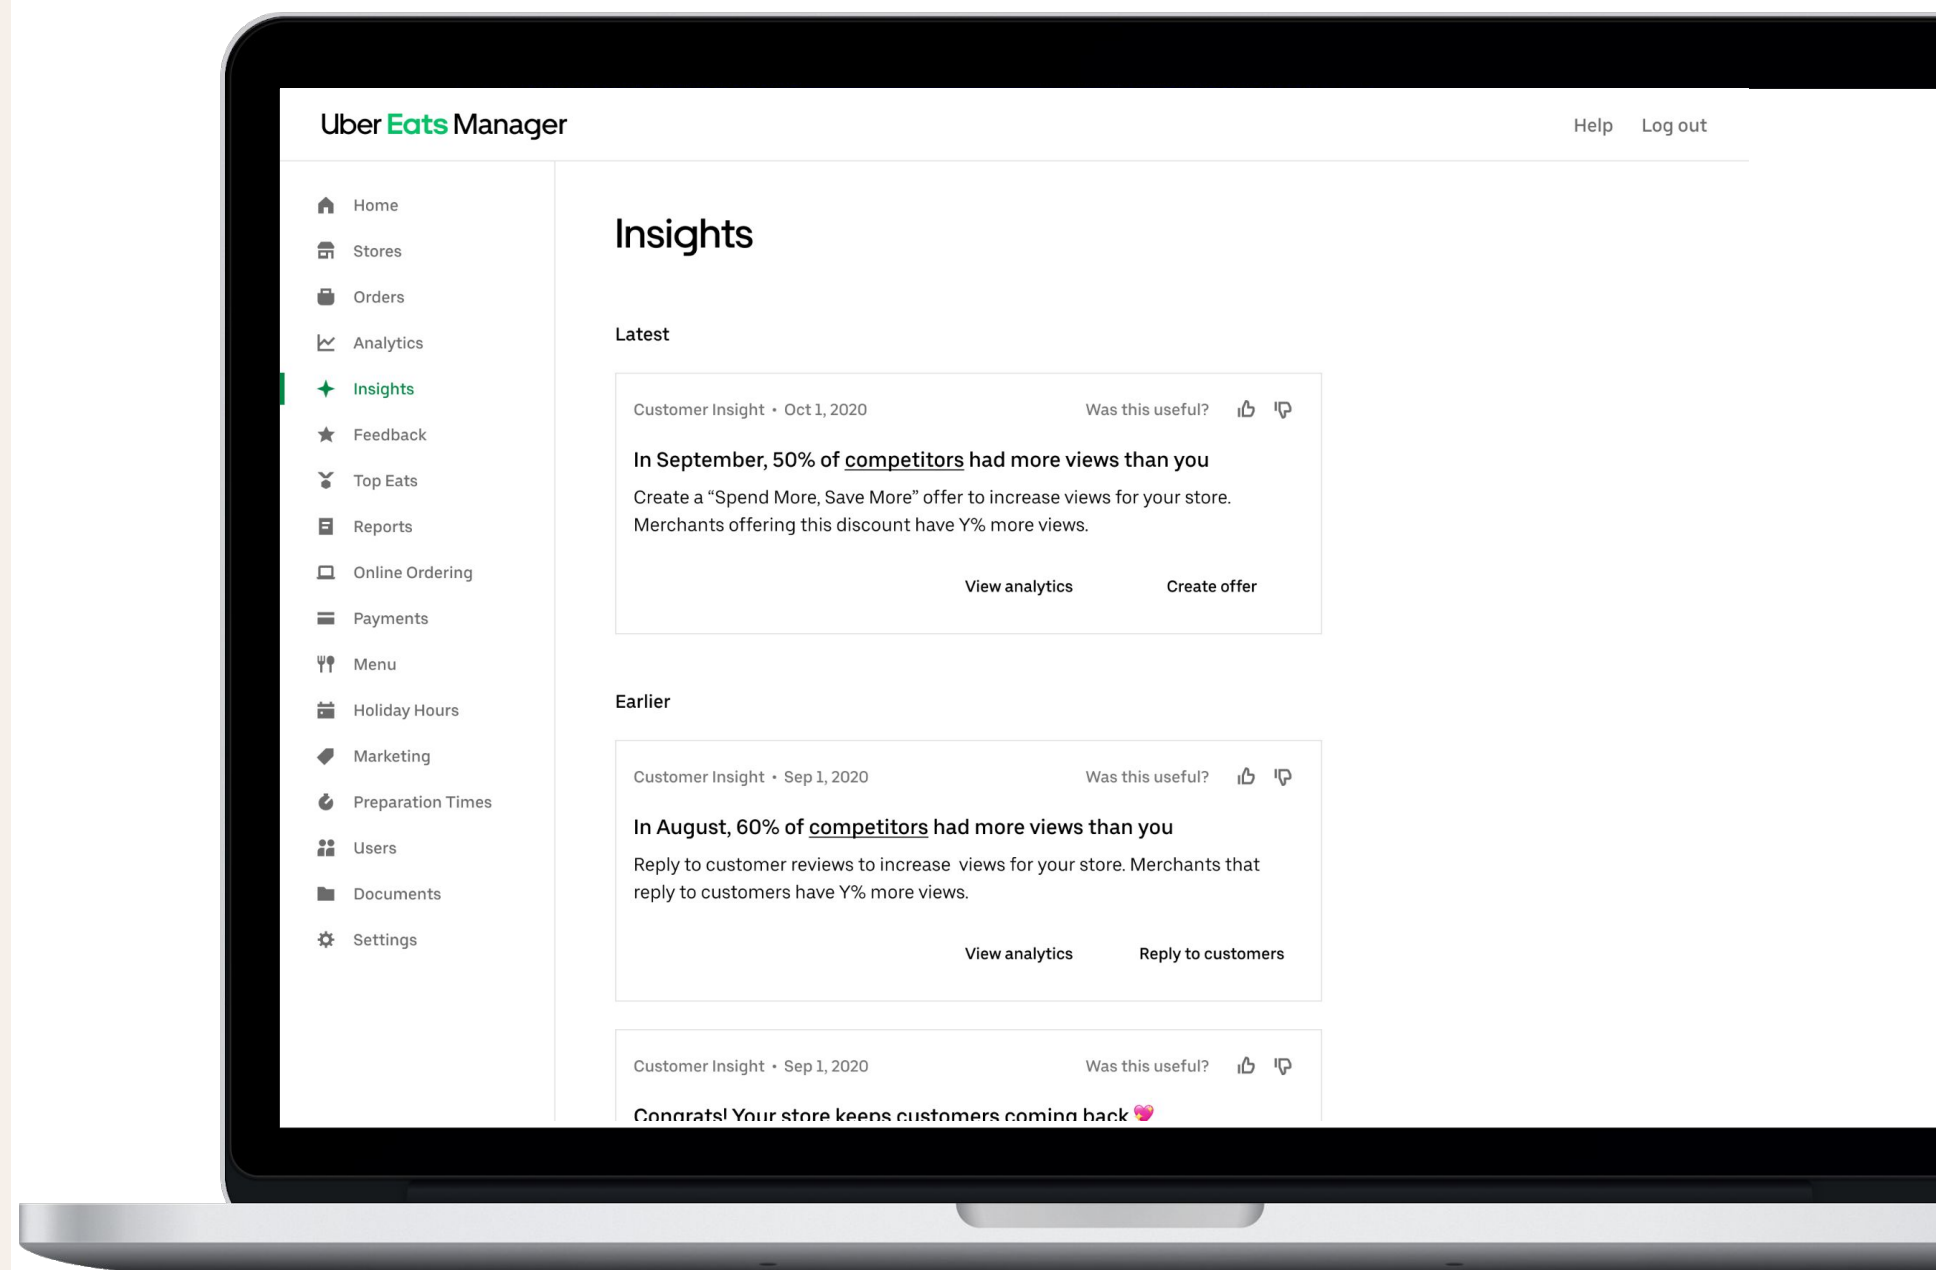 Uber Eats Manager
Help
Log out
Home
Stores
Orders
Analytics
Insights
Feedback
Top Eats
Reports
Online Ordering
Payments
Menu
Holiday Hours
Marketing
Preparation Times
Users
Documents
Settings
Insights
Latest
Customer Insight • Oct 1, 2020
Was this useful?
In September, 50% of competitors had more views than you
Create a “Spend More, Save More” offer to increase views for your store.
Merchants offering this discount have Y% more views.
View analytics
Create offer
Earlier
Customer Insight • Sep 1, 2020
Was this useful?
In August, 60% of competitors had more views than you
Reply to customer reviews to increase  views for your store. Merchants that
reply to customers have Y% more views.
View analytics
Reply to customers
Customer Insight • Sep 1, 2020
Was this useful?
Congrats! Your store keeps customers coming back 💖